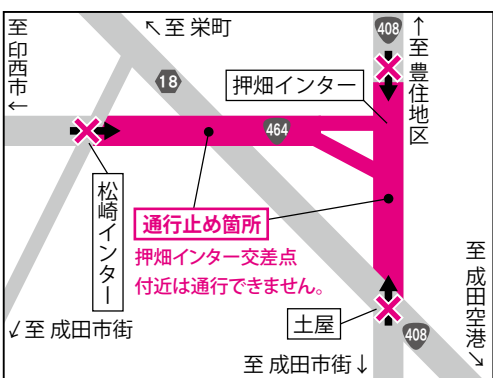 至 印西市←
↖至 栄町
408
↑至 豊住地区
18
押畑インター
464
松崎インター
通行止め箇所
押畑インター交差点
付近は通行できません。
至 成田空港↘
↙至 成田市街
土屋
408
至 成田市街↓